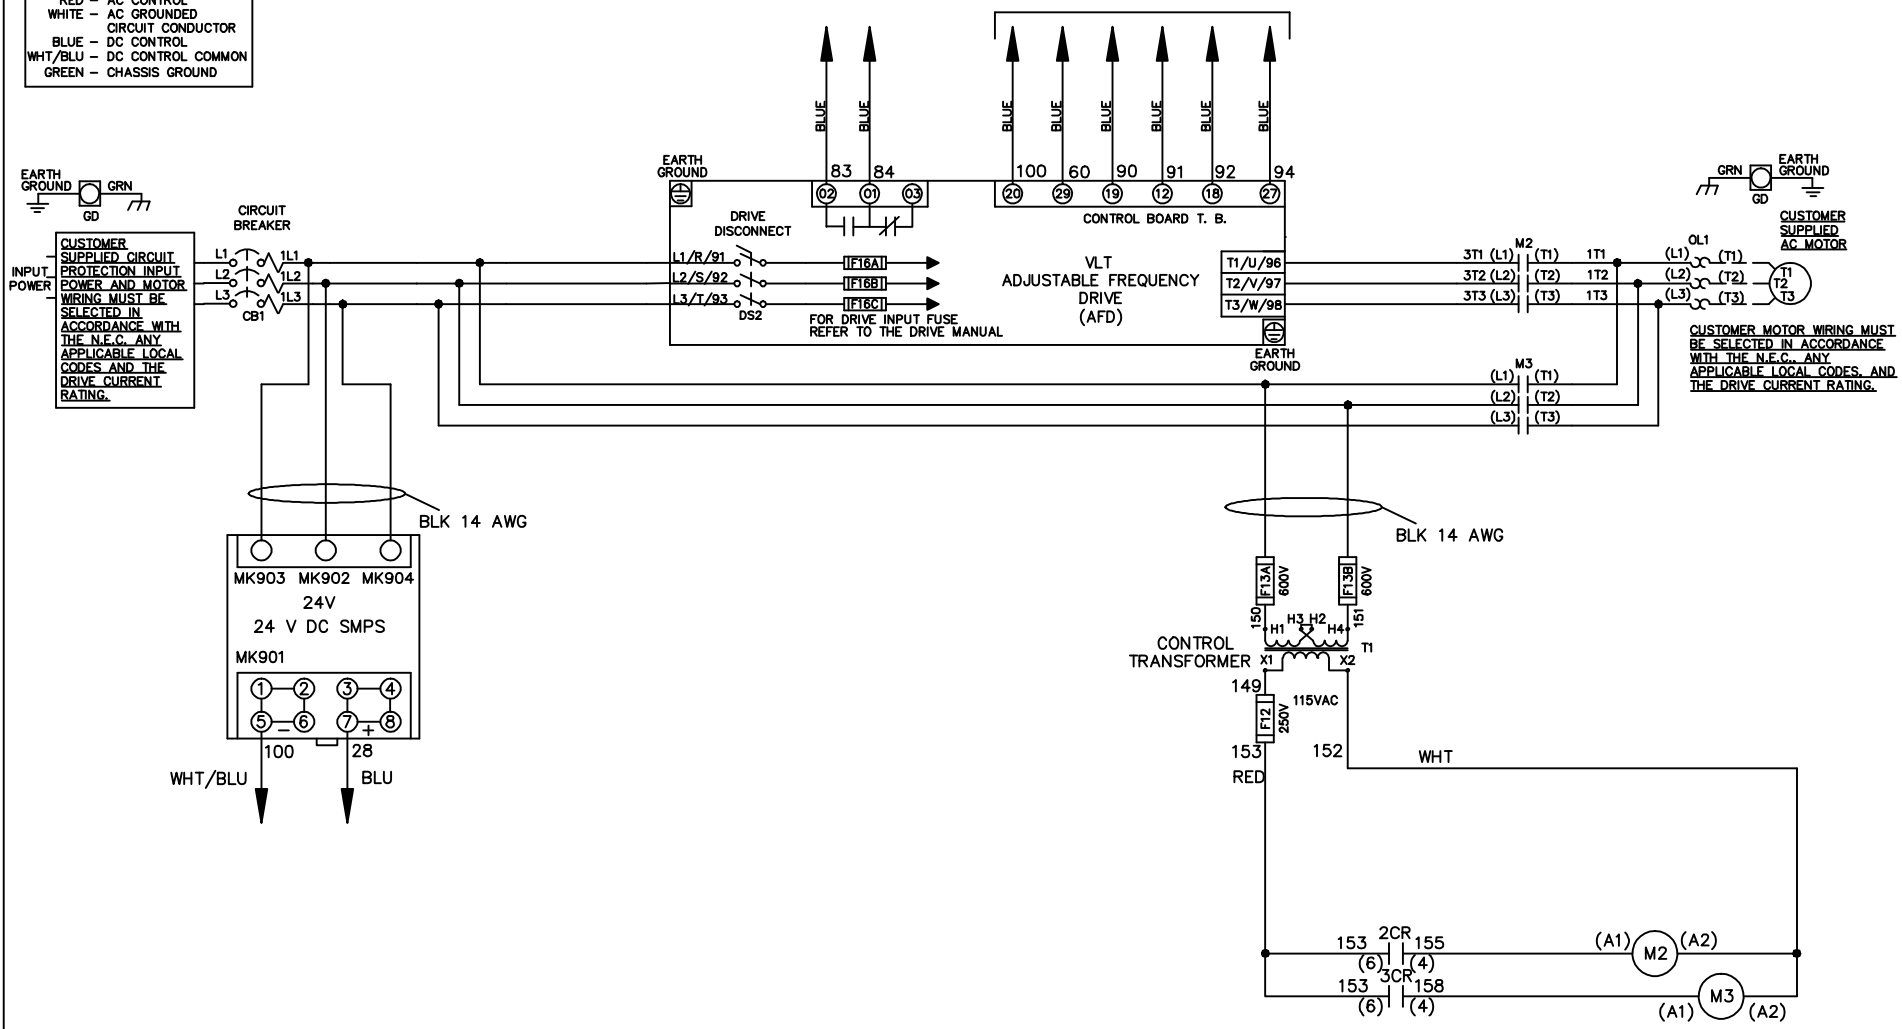 RED - AC CONTROL
WHITE - AC GROUNDED
CIRCUIT CONDUCTOR
BLUE - DC CONTROL
WHT/BLU - DC CONTROL COMMON
GREEN - CHASSIS GROUND
BLUE
BLUE
BLUE
BLUE
BLUE
BLUE
BLUE
BLUE
EARTH
GROUND
GRN
GD
CIRCUIT
BREAKER
INPUT
POWER
CUSTOMER
SUPPLIED CIRCUIT
PROTECTION INPUT
POWER AND MOTOR
WIRING MUST BE
SELECTED IN
ACCORDANCE WITH
THE N.E.C. ANY
APPLICABLE LOCAL
CODES AND THE
DRIVE CURRENT
RATING.
L1 1L1
L2 1L2
L3 1L3
CB1
EARTH
GROUND
83 84
02 01 03
100 60 90 91 92 94
20 29 19 12 18 27
CONTROL BOARD T. B.
DRIVE
DISCONNECT
L1/R/91
L2/S/92
L3/T/93
DS2
F16A
F16B
F16C
FOR DRIVE INPUT FUSE
REFER TO THE DRIVE MANUAL
VLT
ADJUSTABLE FREQUENCY
DRIVE
(AFD)
T1/U/96
T2/V/97
T3/W/98
EARTH
GROUND
M2
3T1 (L1) (T1) 1T1
3T2 (L2) (T2) 1T2
3T3 (L3) (T3) 1T3
OL1
(L1) (T1)
(L2) (T2)
(L3) (T3)
T1
T2
T3
GRN
EARTH
GROUND
GD
CUSTOMER
SUPPLIED
AC MOTOR
CUSTOMER MOTOR WIRING MUST
BE SELECTED IN ACCORDANCE
WITH THE N.E.C., ANY
APPLICABLE LOCAL CODES, AND
THE DRIVE CURRENT RATING.
M3
(L1) (T1)
(L2) (T2)
(L3) (T3)
BLK 14 AWG
MK903 MK902 MK904
24V
24 V DC SMPS
MK901
1 2 3 4
5 6 7 8
- +
100 28
WHT/BLU BLU
BLK 14 AWG
F13A
600V
F13B
600V
150
151
H1 H3 H2 H4
T1
CONTROL
TRANSFORMER
X1 X2
149
115VAC
F12
250V
153
RED
152
WHT
2CR
153 155
(6) (4)
(A1) M2 (A2)
3CR
153 158
(6) (4)
(A1) M3 (A2)